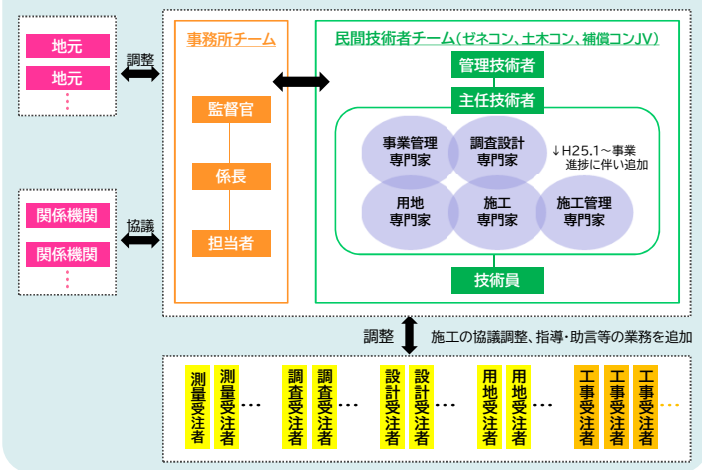 地元
地元
⋮
調整
関係機関
関係機関
⋮
協議
事務所チーム
監督官
係長
担当者
民間技術者チーム(ゼネコン、土木コン、補償コンJV)
管理技術者
主任技術者
事業管理
専門家
調査設計
専門家
↓H25.1~事業
進捗に伴い追加
用地
専門家
施工
専門家
施工管理
専門家
技術員
調整
施工の協議調整、指導・助言等の業務を追加
測量受注者
測量受注者
…
調査受注者
調査受注者
…
設計受注者
設計受注者
…
用地受注者
用地受注者
…
工事受注者
工事受注者
工事受注者
…